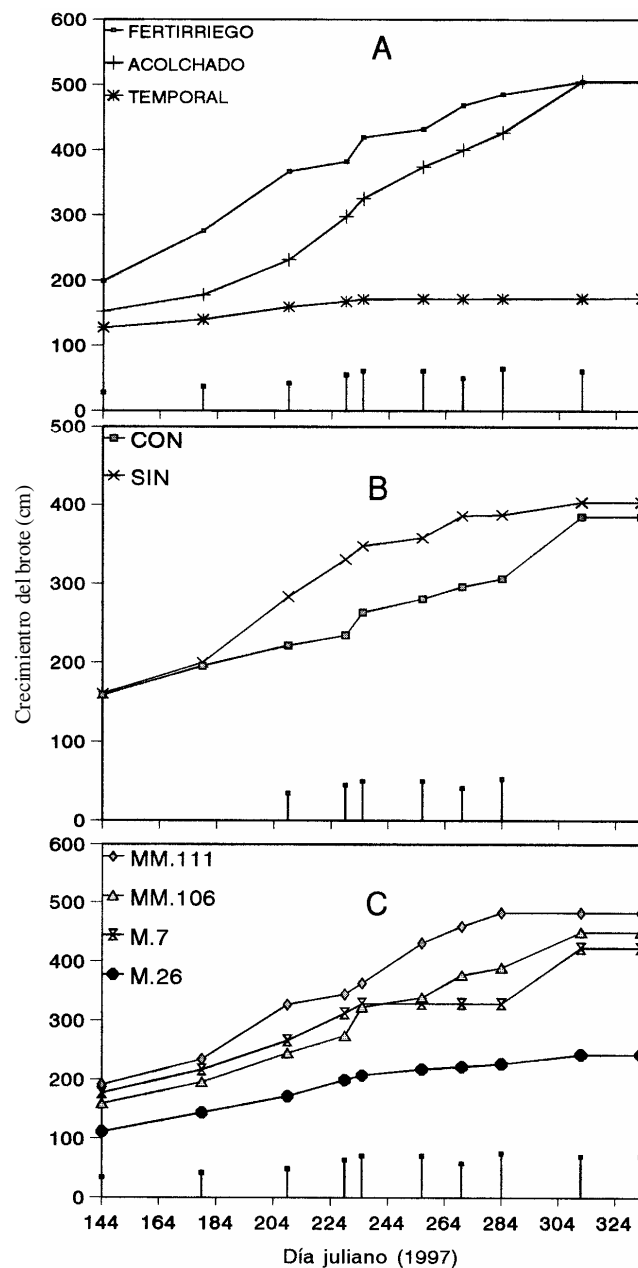 600
500
400
300
200
100
0
FERTIRRIEGO
ACOLCHADO
TEMPORAL
A
500
400
300
200
100
0
CON
SIN
B
Crecimientro del brote (cm)
600
500
400
300
200
100
0
MM.111
MM.106
M.7
M.26
C
144 164 184 204 224 244 264 284 304 324
Día juliano (1997)